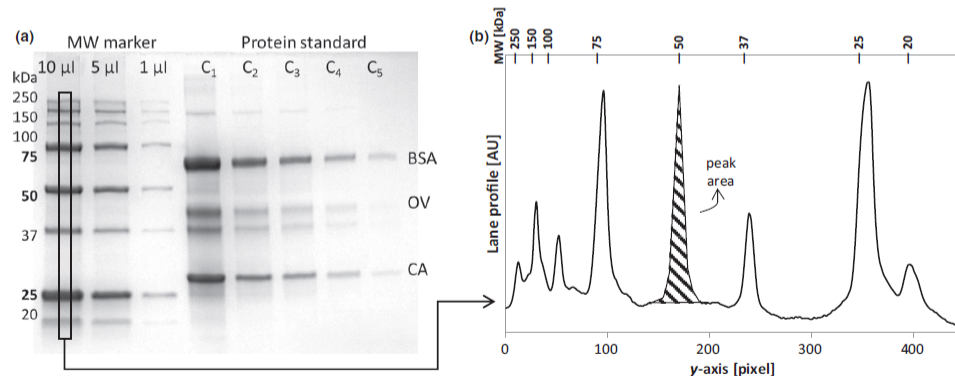 (a)
MW marker
Protein standard
kDa
10 µl
5 µl
1 µl
C1
C2
C3
C4
C5
250
150
100
75
50
37
25
20
BSA
OV
CA
(b)
MW [kDa]
250
150
100
75
50
37
25
20
peak
area
Lane profile [AU]
0
100
200
300
400
y-axis [pixel]